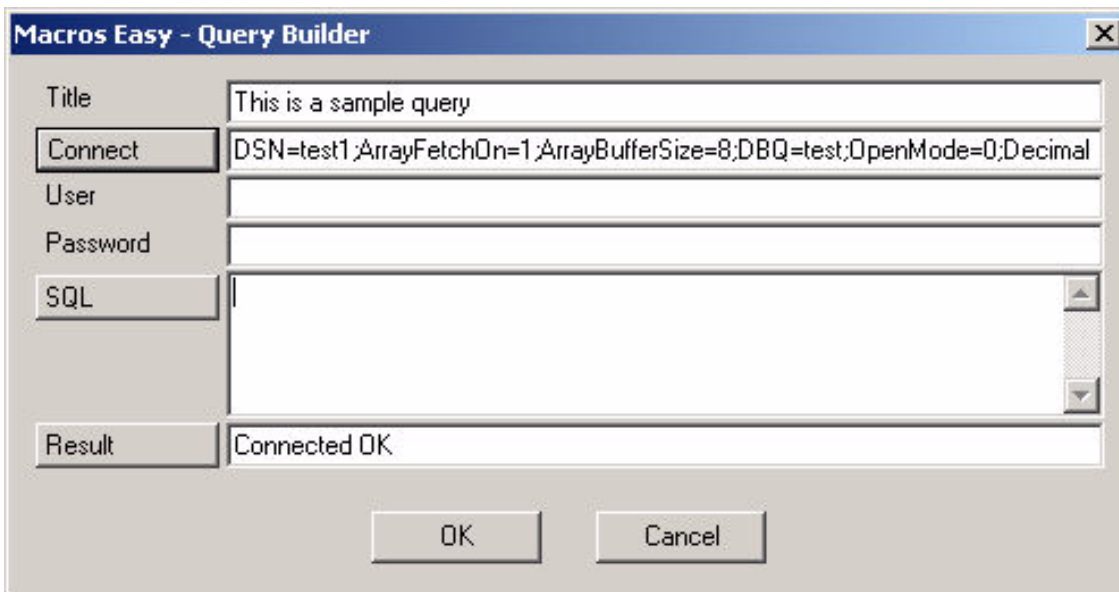 Macros Easy - Query Builder
Title This is a sample query
Connect DSN=test1;ArrayFetchOn=1;ArrayBufferSize=8;DBQ=test;OpenMode=0;Decimal
User
Password
SQL
Result Connected OK
OK Cancel